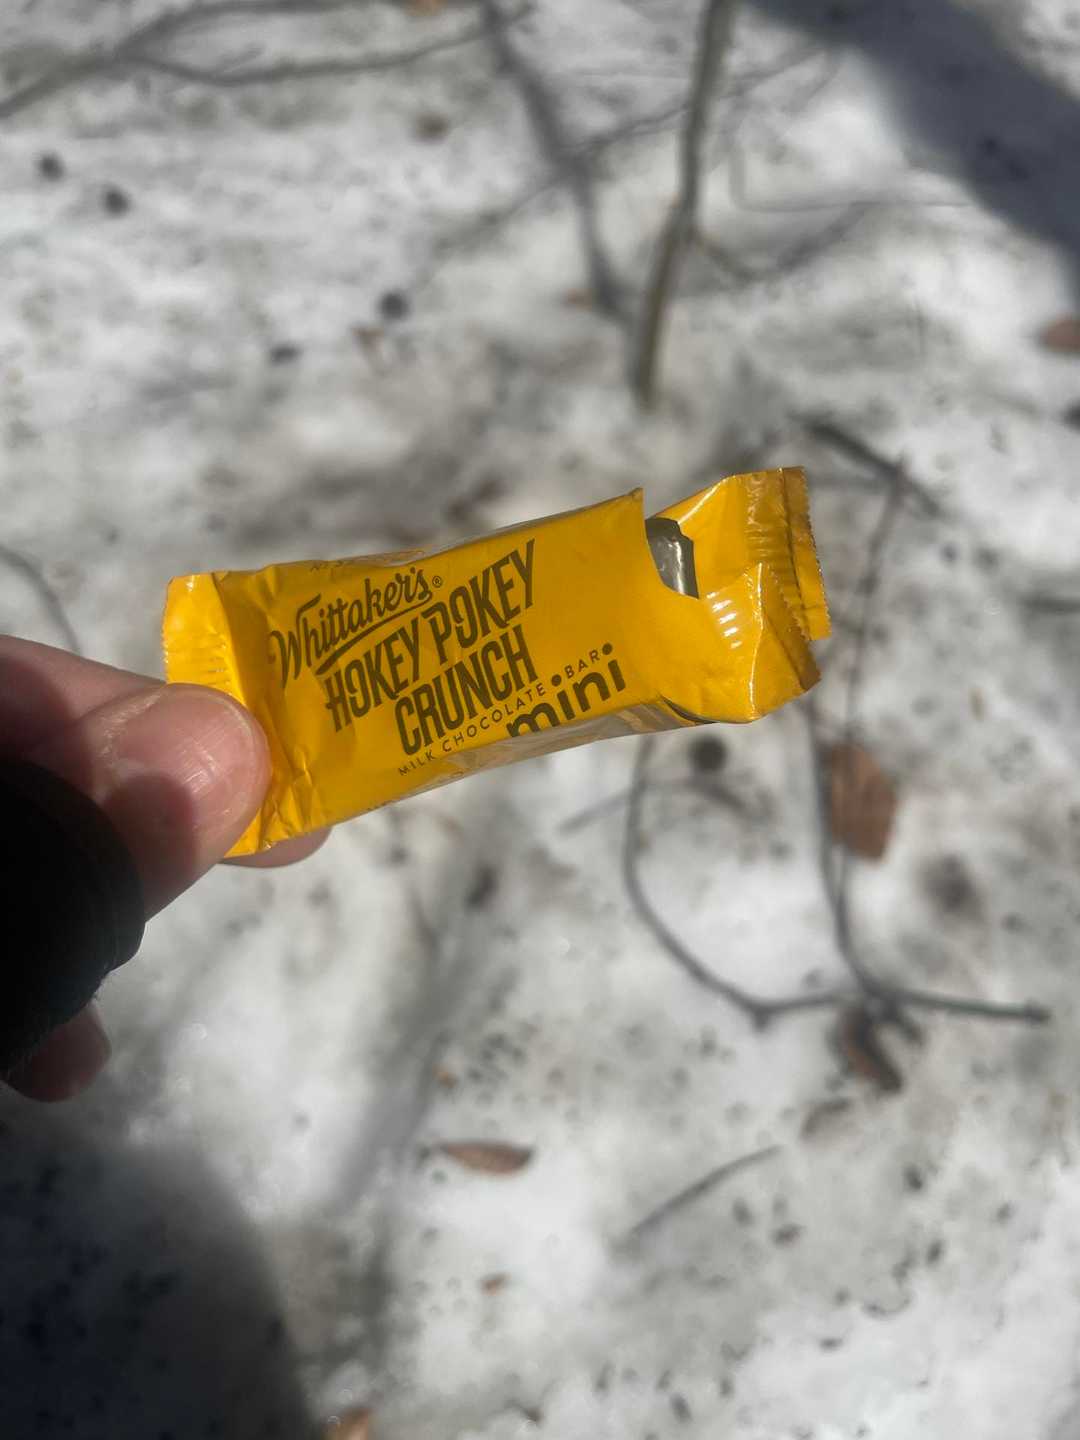 Whittaker's®
HOKEY POKEY
CRUNCH
MILK CHOCOLATE BAR
mini